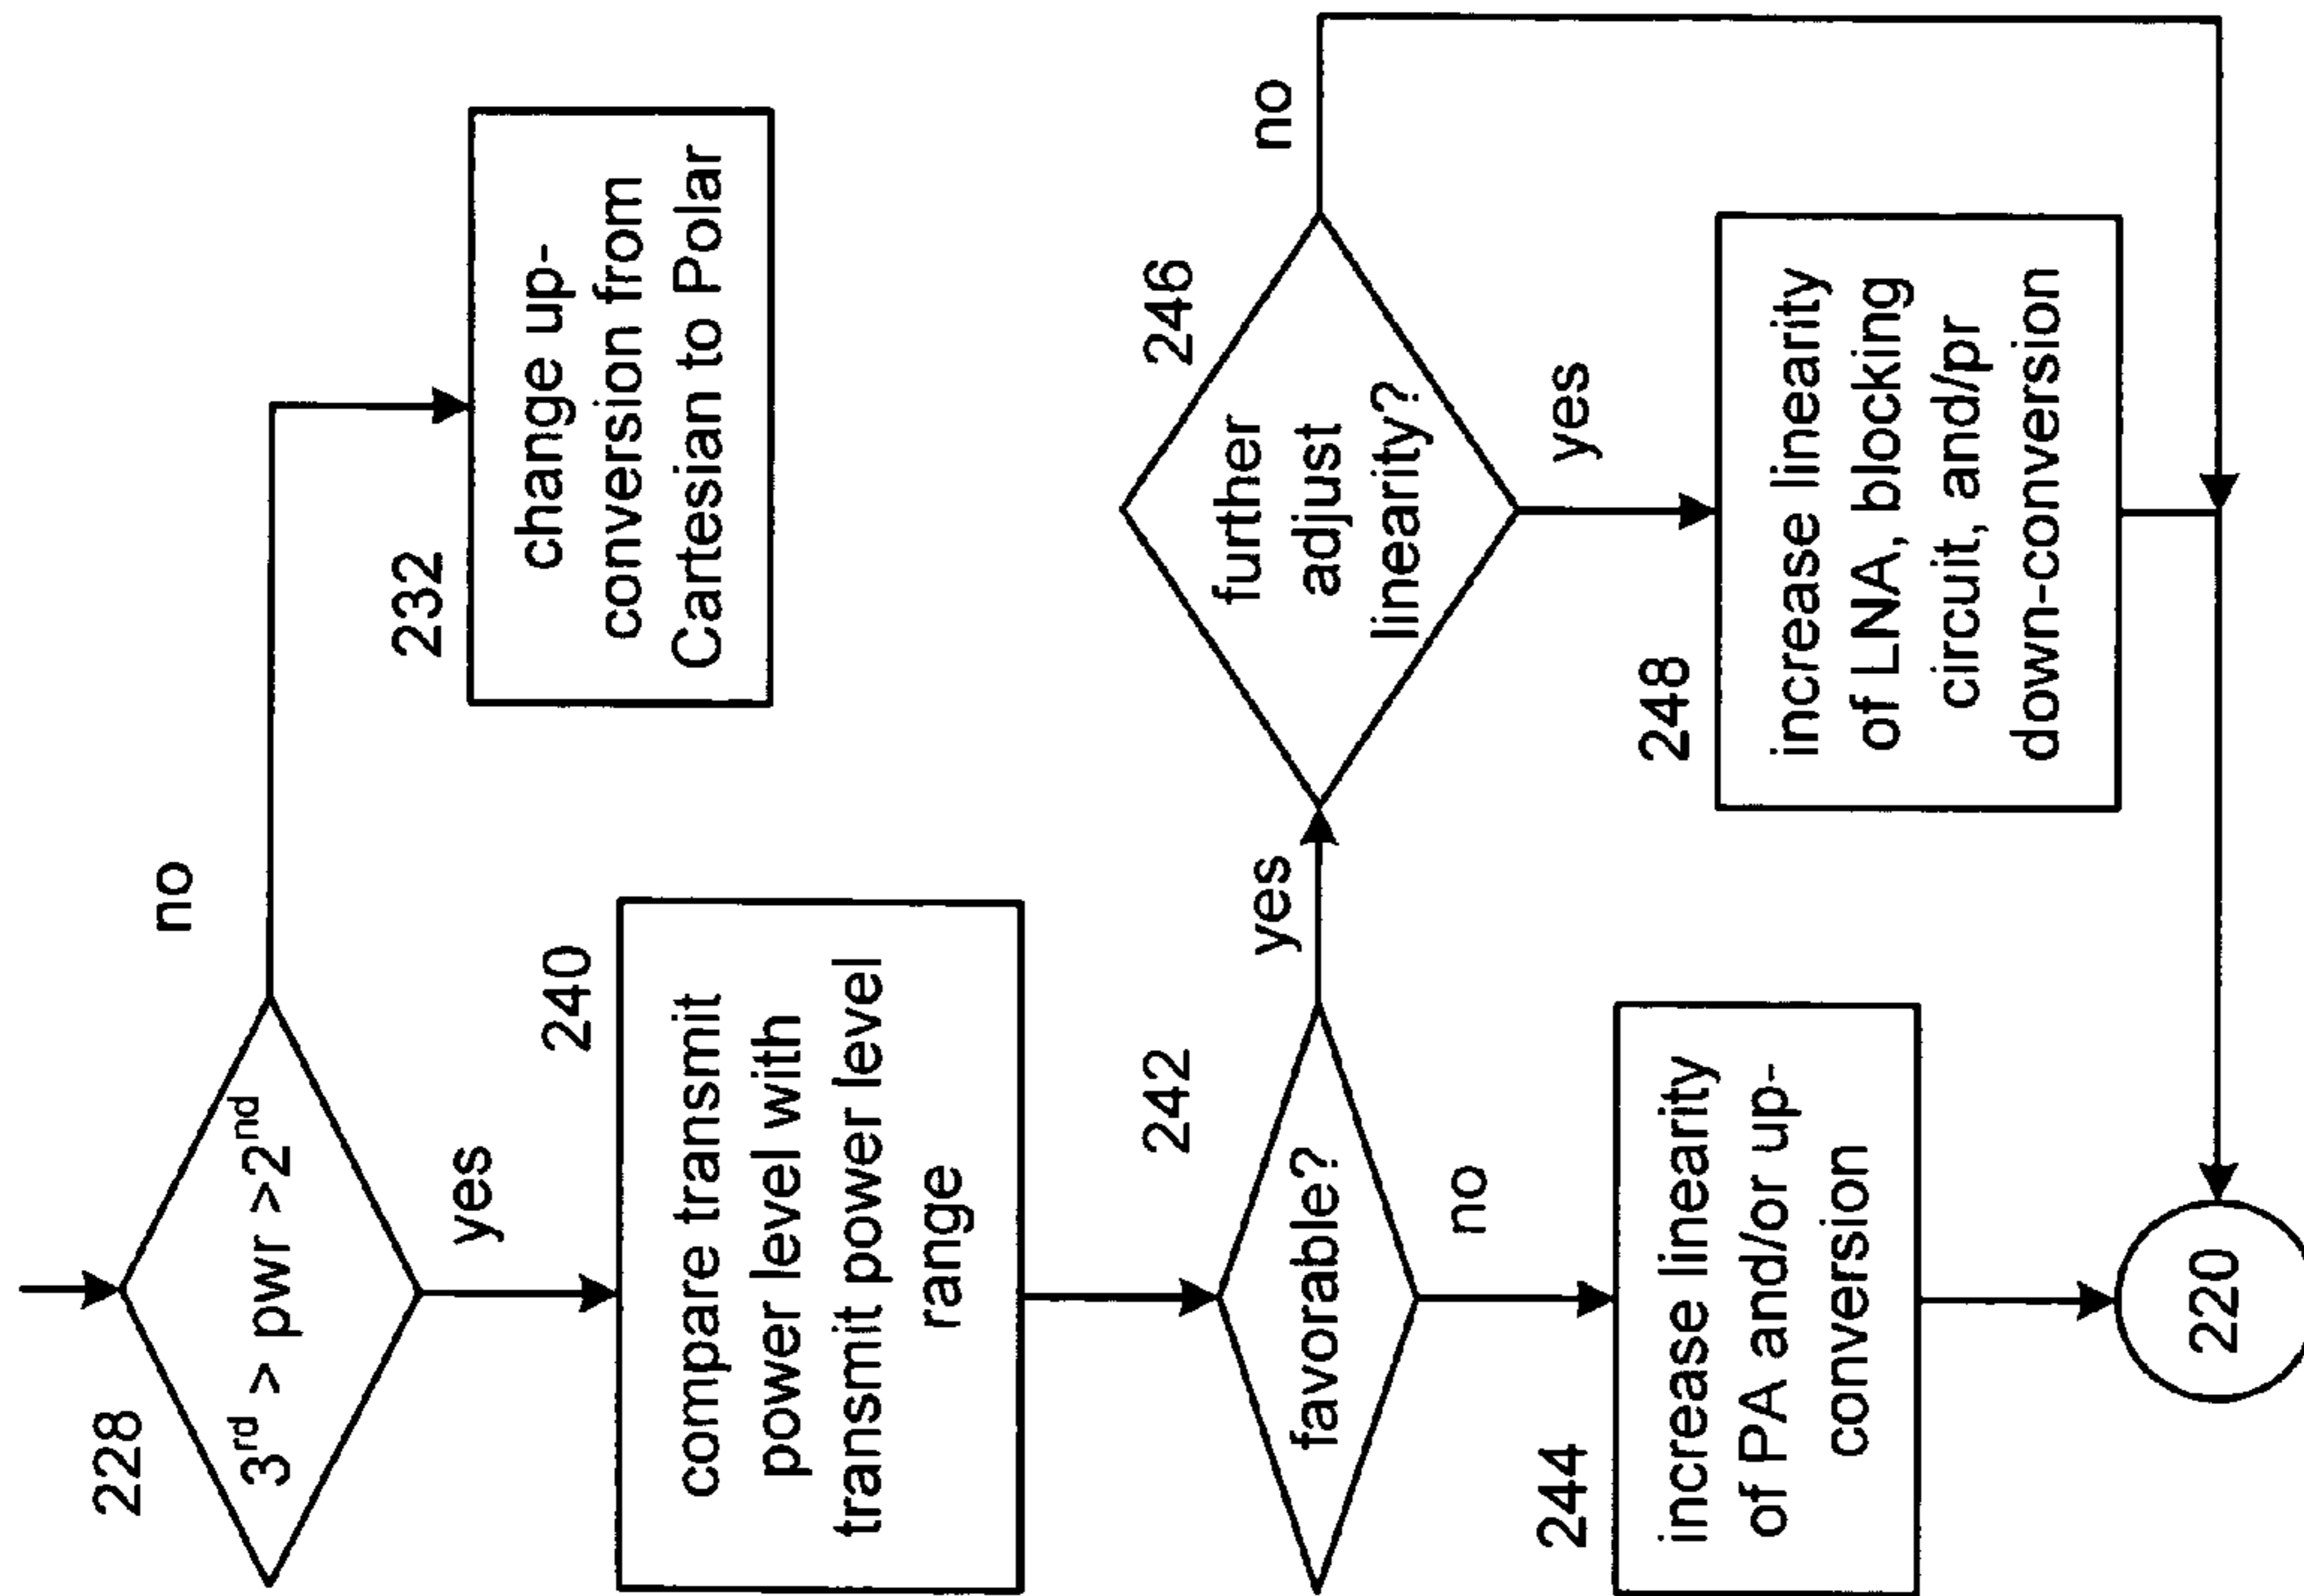 228
3rd > pwr >2nd
no
yes
232
change up-
conversion from
Cartesian to Polar
240
compare transmit
power level with
transmit power level
range
242
favorable?
yes
no
246
further
adjust
linearity?
no
yes
244
increase linearity
of PA and/or up-
conversion
248
increase linearity
of LNA, blocking
circuit, and/pr
down-conversion
220